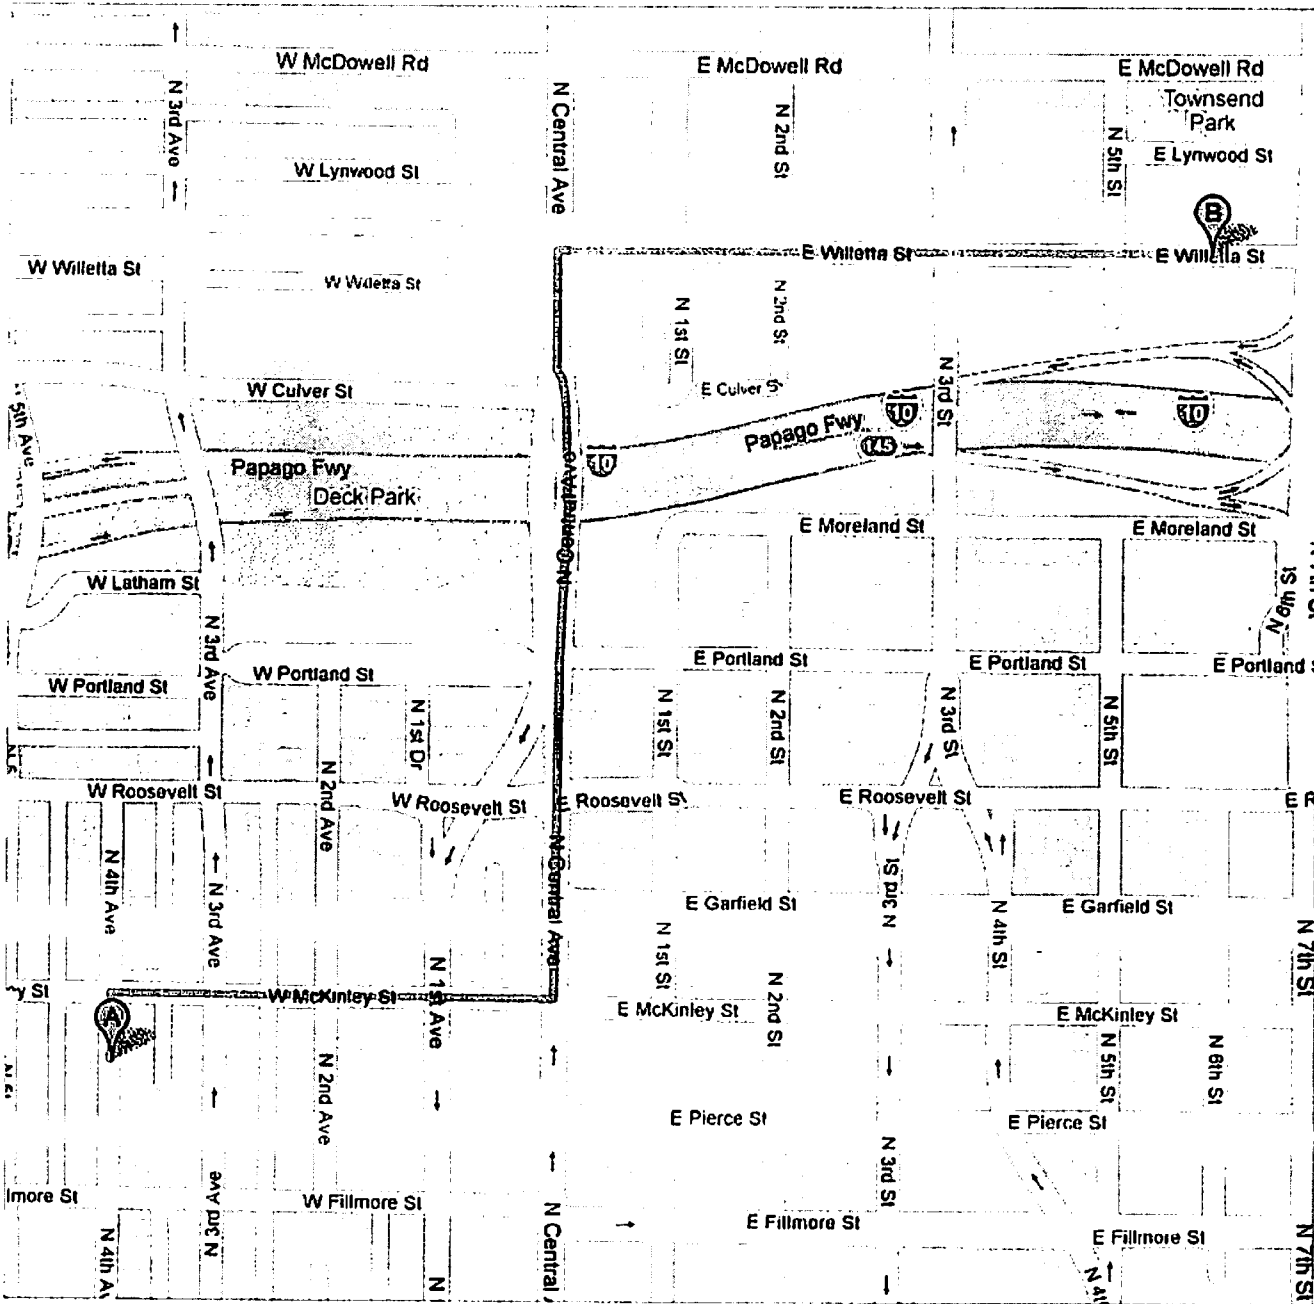 W McDowell Rd
E McDowell Rd
E McDowell Rd
N 3rd Ave
N Central Ave
N 2nd St
Townsend
Park
N 5th St
E Lynwood St
W Lynwood St
B
W Willetta St
W Willetta St
E Willetta St
E Willetta St
N 1st St
N 2nd St
W Culver St
E Culver S
N 3rd St
5th Ave
10
10
Papago Fwy
145
Papago Fwy
10
Deck Park
N Central Ave
E Moreland St
E Moreland St
W Latham St
N 6th St
N 3rd Ave
W Portland St
W Portland St
E Portland St
E Portland St
E Portland S
N 1st Dr
N 1st St
N 2nd St
N 3rd St
N 5th St
W Roosevelt St
N 2nd Ave
W Roosevelt St
E Roosevelt S
E Roosevelt St
E R
N 4th Ave
N 3rd Ave
N Central Ave
N 3rd St
E Garfield St
E Garfield St
N 4th St
N 7th St
N 1st St
y St
W McKinley St
N 1st Ave
N 2nd St
E McKinley St
E McKinley St
A
N 2nd Ave
N 5th St
N 6th St
E Pierce St
E Pierce St
N 3rd Ave
N 3rd St
lmore St
W Fillmore St
E Fillmore St
E Fillmore St
N 4th Av
N Central
N 7th St
N 4t